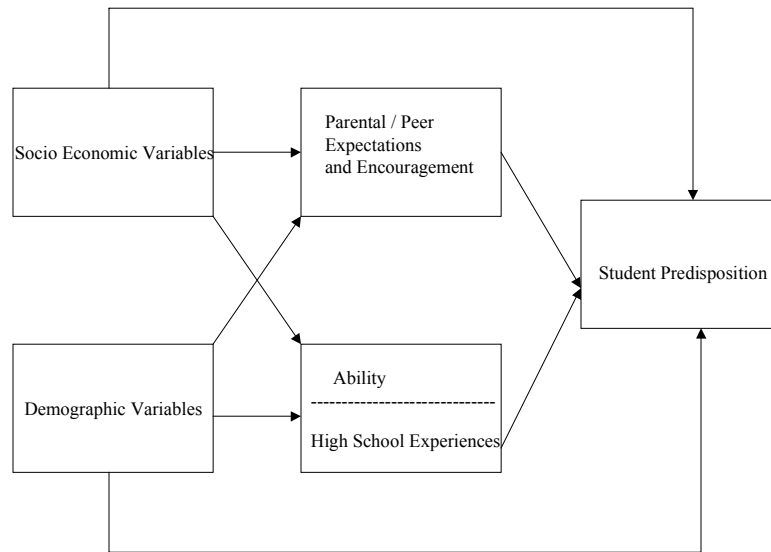 Socio Economic Variables
Parental / Peer
Expectations
and Encouragement
Student Predisposition
Demographic Variables
Ability
High School Experiences